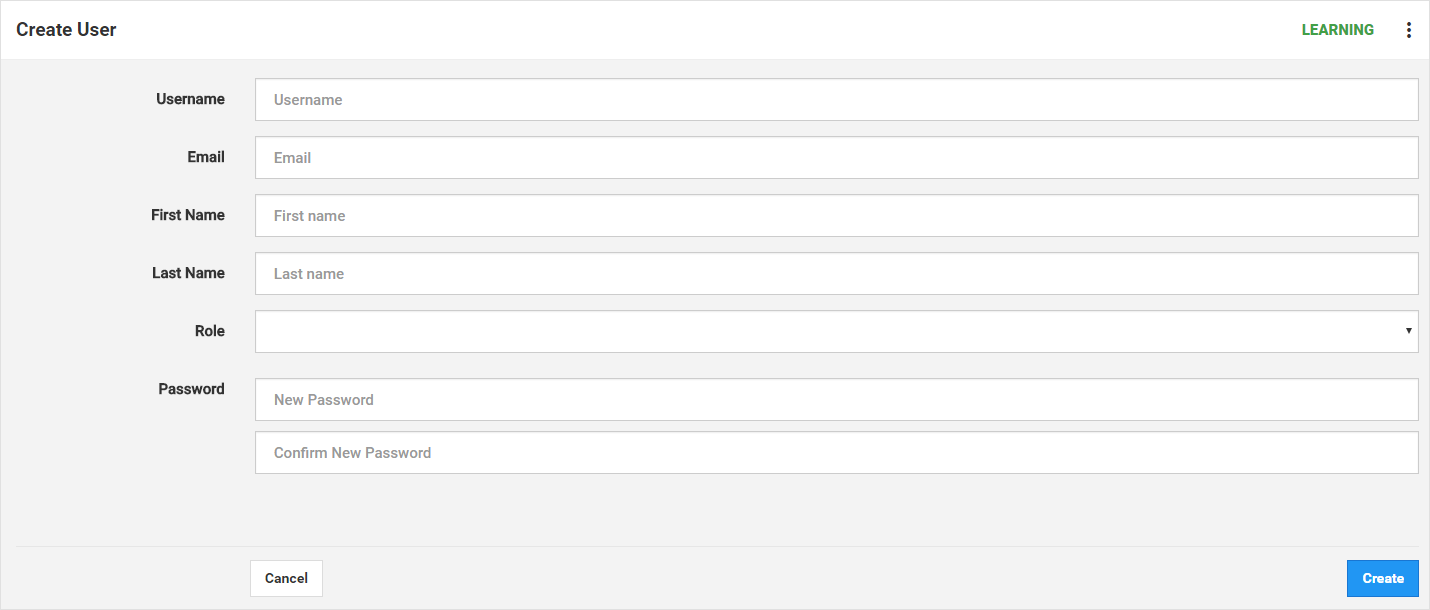 Create User LEARNING
Username Username
Email Email
First Name First name
Last Name Last name
Role
Password New Password
Confirm New Password
Cancel Create